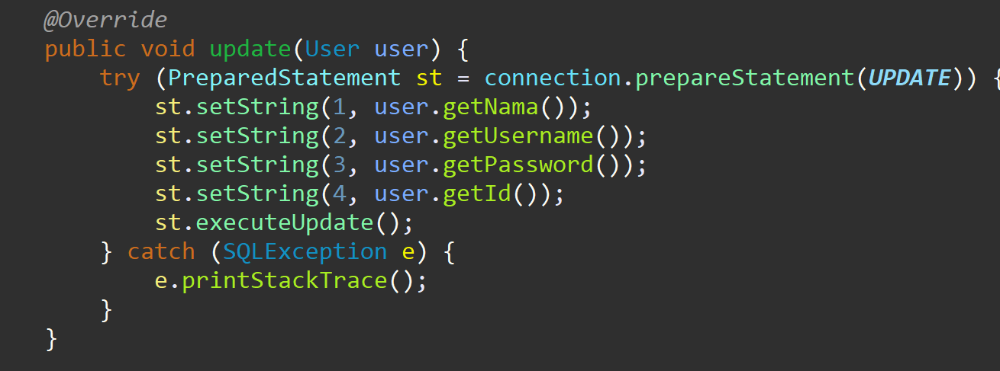 @Override
public void update(User user) {
try (PreparedStatement st = connection.prepareStatement(UPDATE)) {
st.setString(1, user.getNama());
st.setString(2, user.getUsername());
st.setString(3, user.getPassword());
st.setString(4, user.getId());
st.executeUpdate();
} catch (SQLException e) {
e.printStackTrace();
}
}